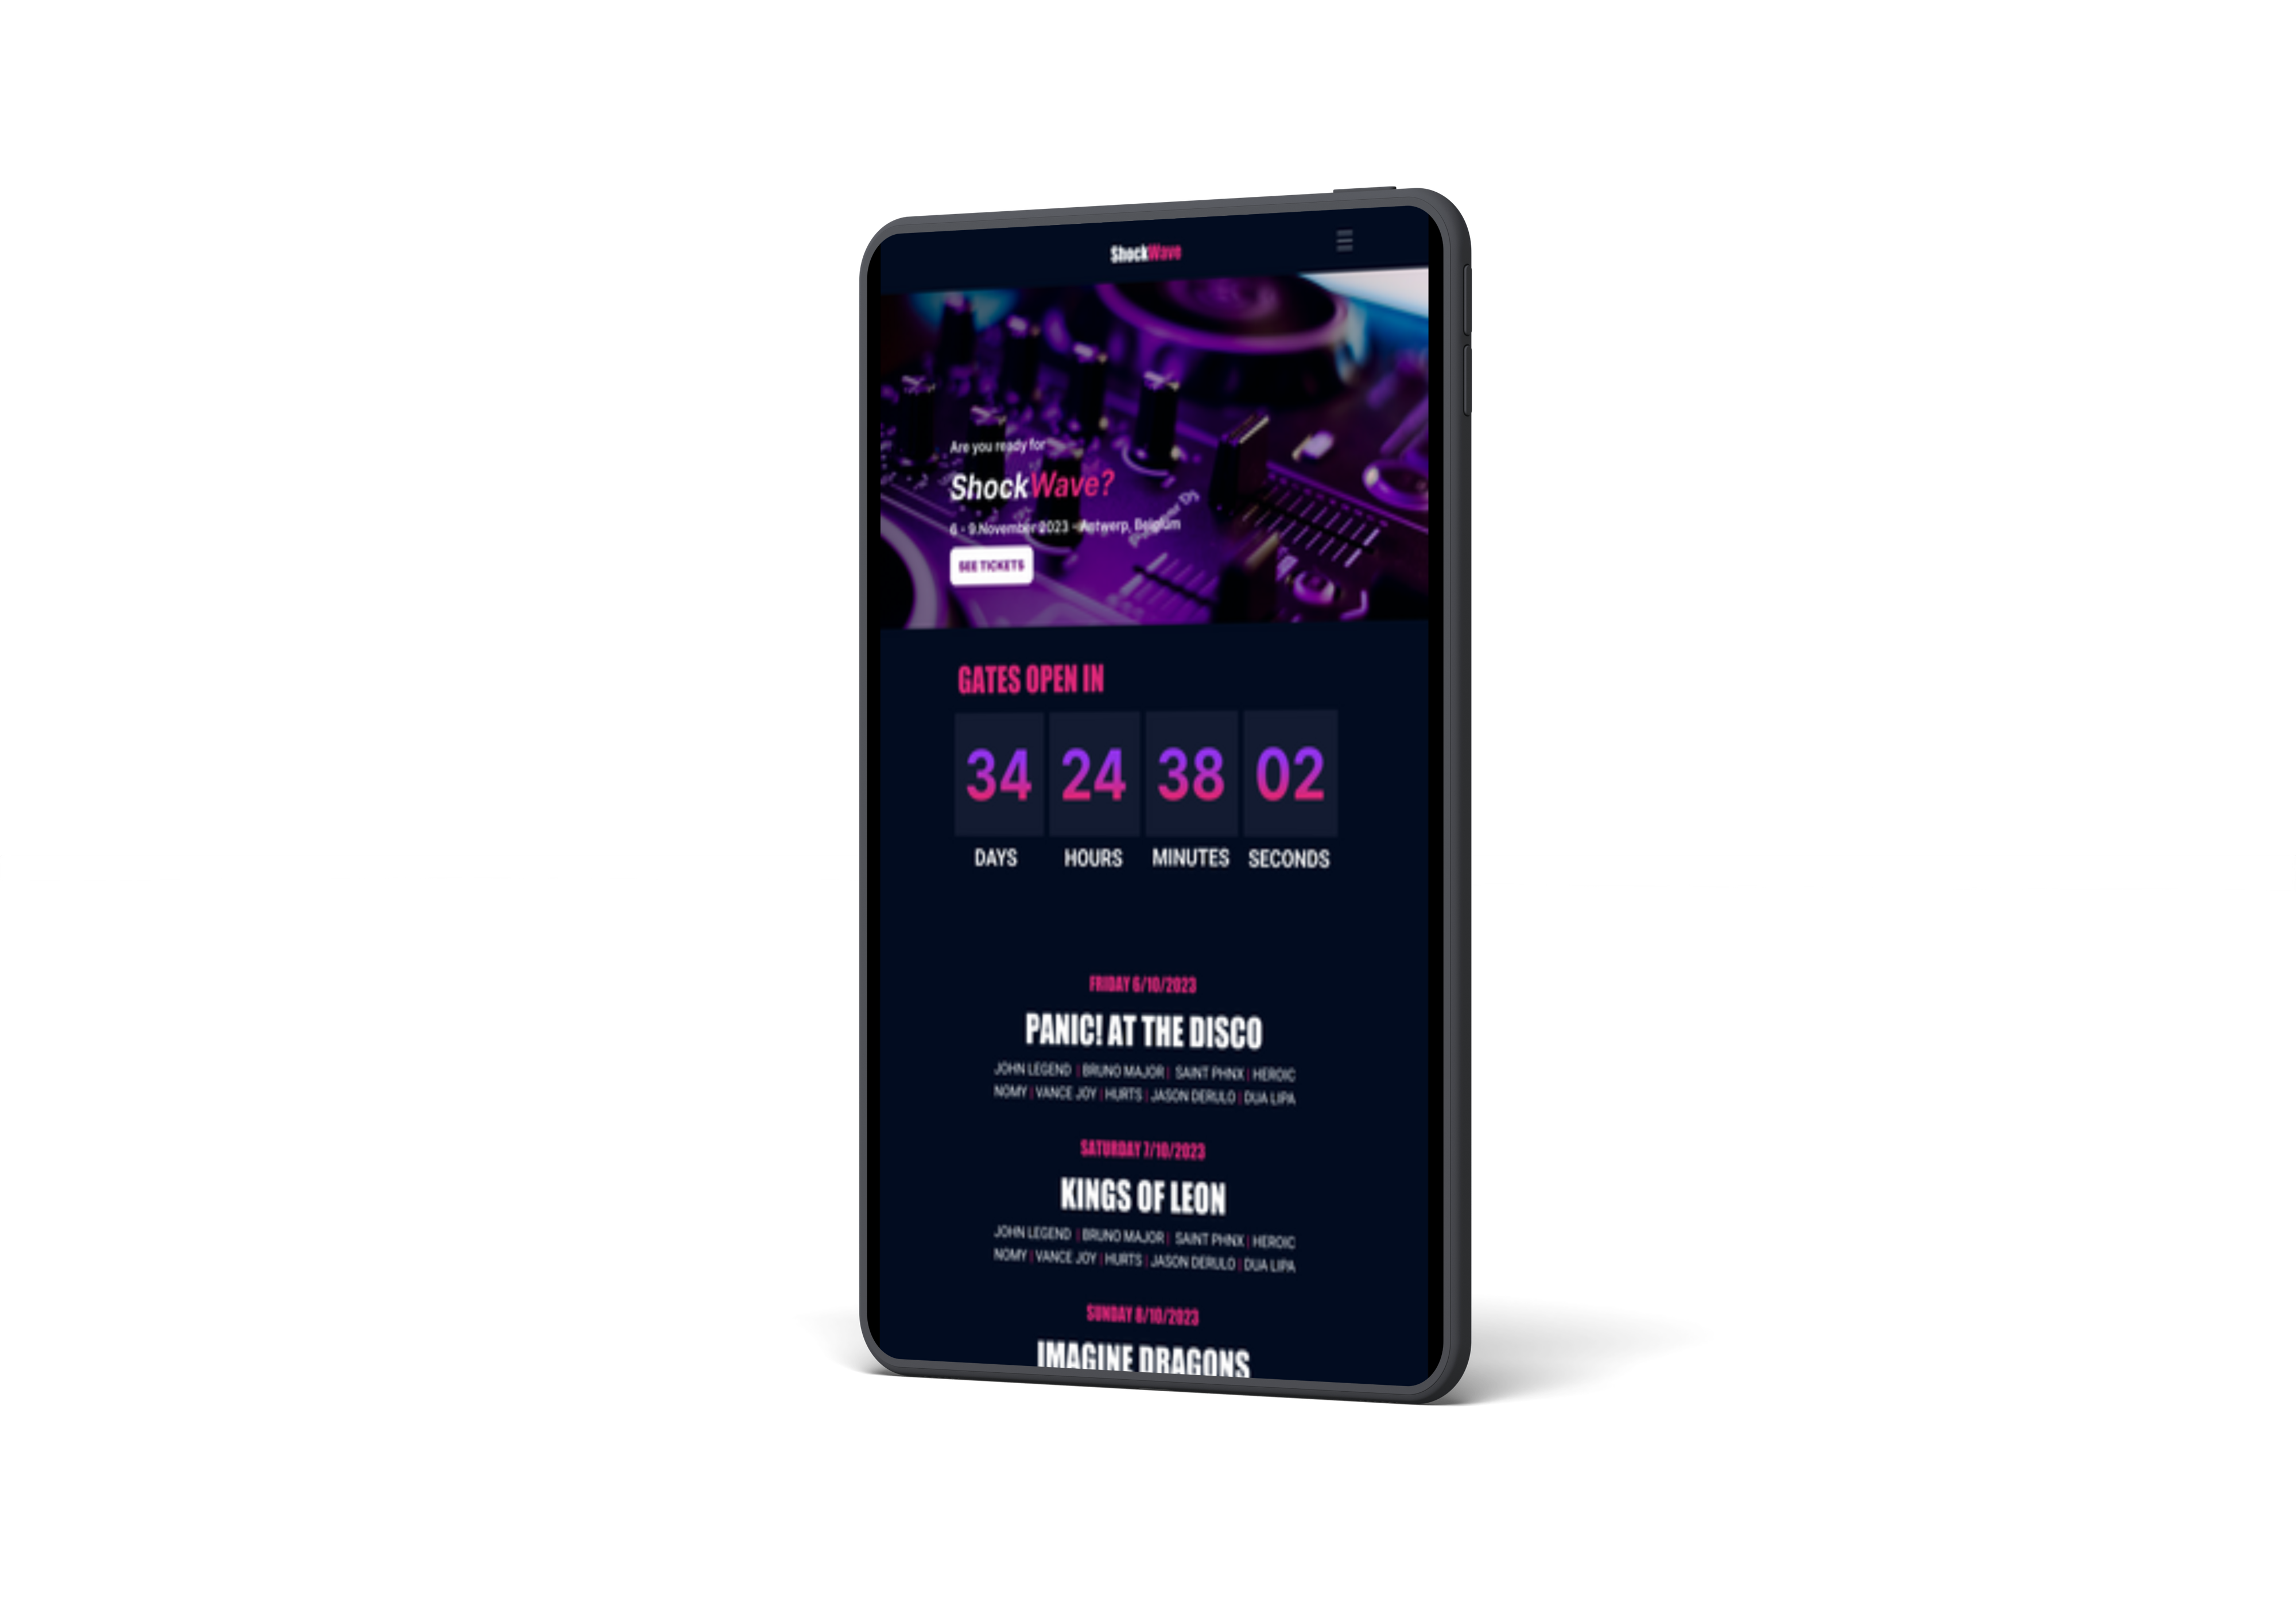 ShockWave
Are you ready for
ShockWave?
6 - 9 November 2023 - Antwerp, Belgium
SEE TICKETS
GATES OPEN IN
34 24 38 02
DAYS HOURS MINUTES SECONDS
FRIDAY 6/10/2023
PANIC! AT THE DISCO
JOHN LEGEND | BRUNO MAJOR | SAINT PHNX | HEROIC
NOMY | VANCE JOY | HURTS | JASON DERULO | DUA LIPA
SATURDAY 7/10/2023
KINGS OF LEON
JOHN LEGEND | BRUNO MAJOR | SAINT PHNX | HEROIC
NOMY | VANCE JOY | HURTS | JASON DERULO | DUA LIPA
SUNDAY 8/10/2023
IMAGINE DRAGONS